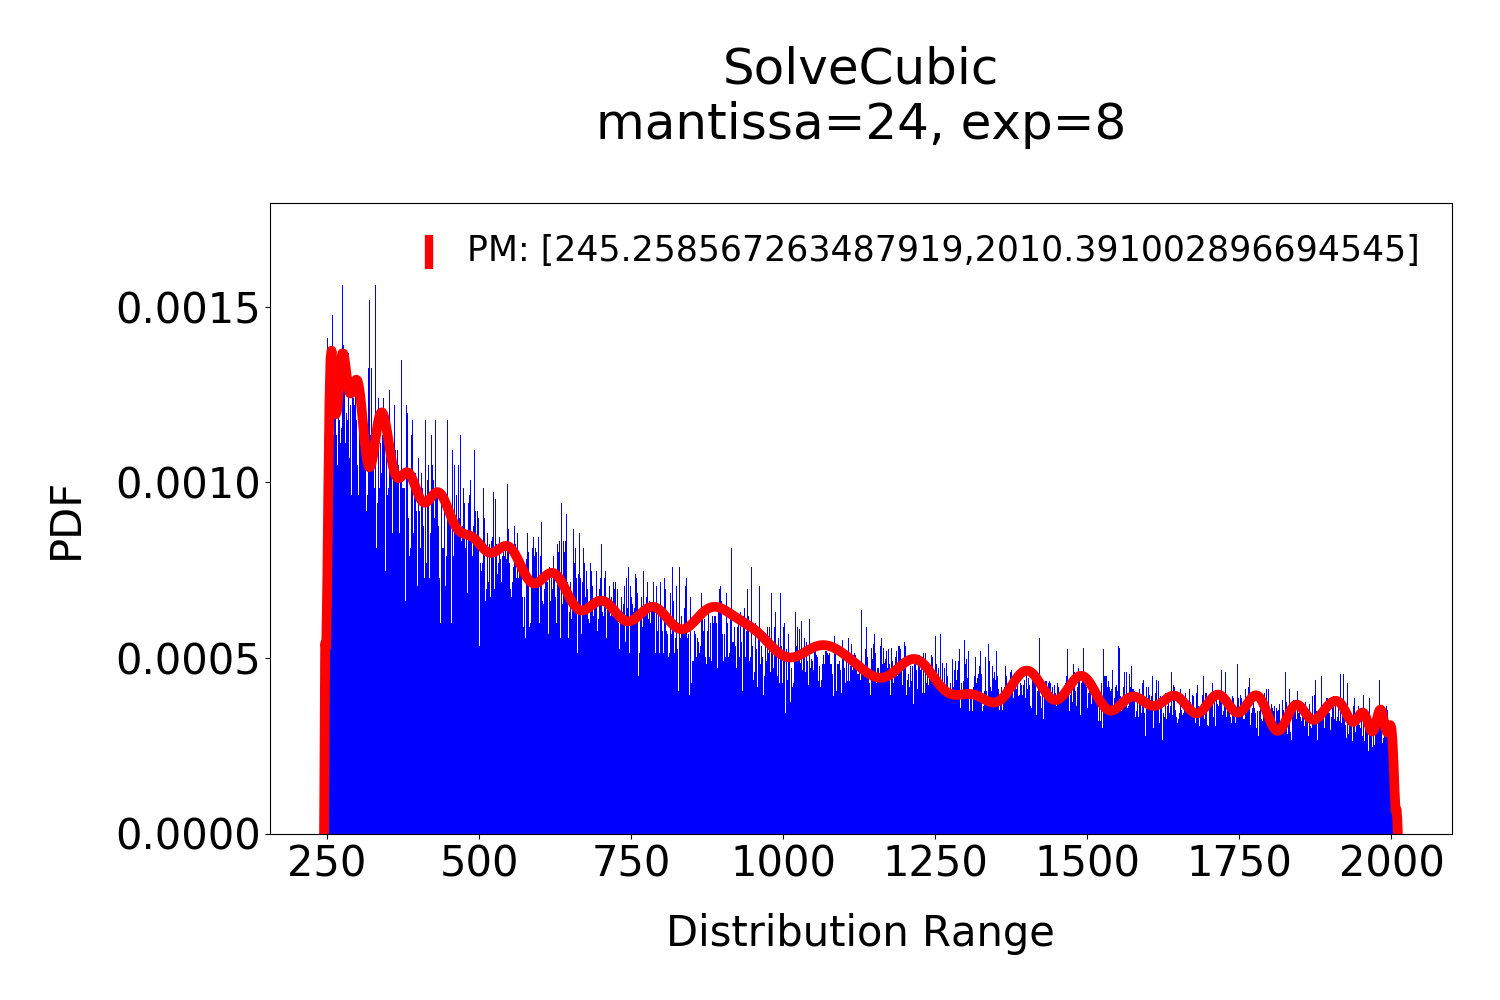 SolveCubic
mantissa=24, exp=8
PM: [245.258567263487919,2010.391002896694545]
PDF
0.0015
0.0010
0.0005
0.0000
250 500 750 1000 1250 1500 1750 2000
Distribution Range